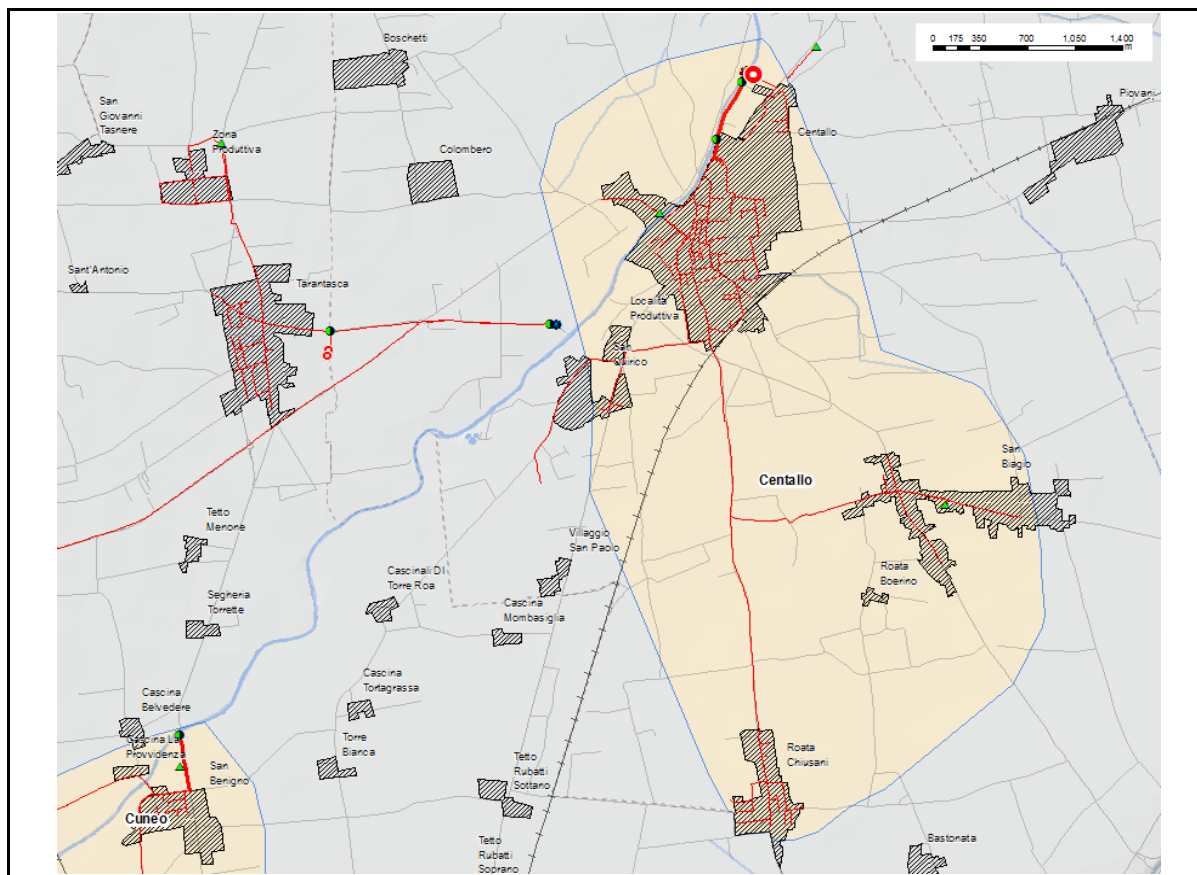 Boschetti
0 175 350 700 1,050 1,400
m
San
Giovanni
Tasnere
Zona
Produttiva
Colombero
Centallo
Piovani
Sant'Antonio
Tarantasca
Località
Produttiva
San
Quirico
Centallo
San
Biagio
Tetto
Menone
Villaggio
San Paolo
Cascinali DI
Torre Roa
Segheria
Torrette
Cascina
Mombasiglia
Roata
Boerino
Cascina
Tortagrassa
Cascina
Belvedere
Cascina La
Provvidenza
San
Benigno
Torre
Bianca
Tetto
Rubatti
Sottano
Roata
Chiusani
Cuneo
Tetto
Rubatti
Soprano
Bastonata